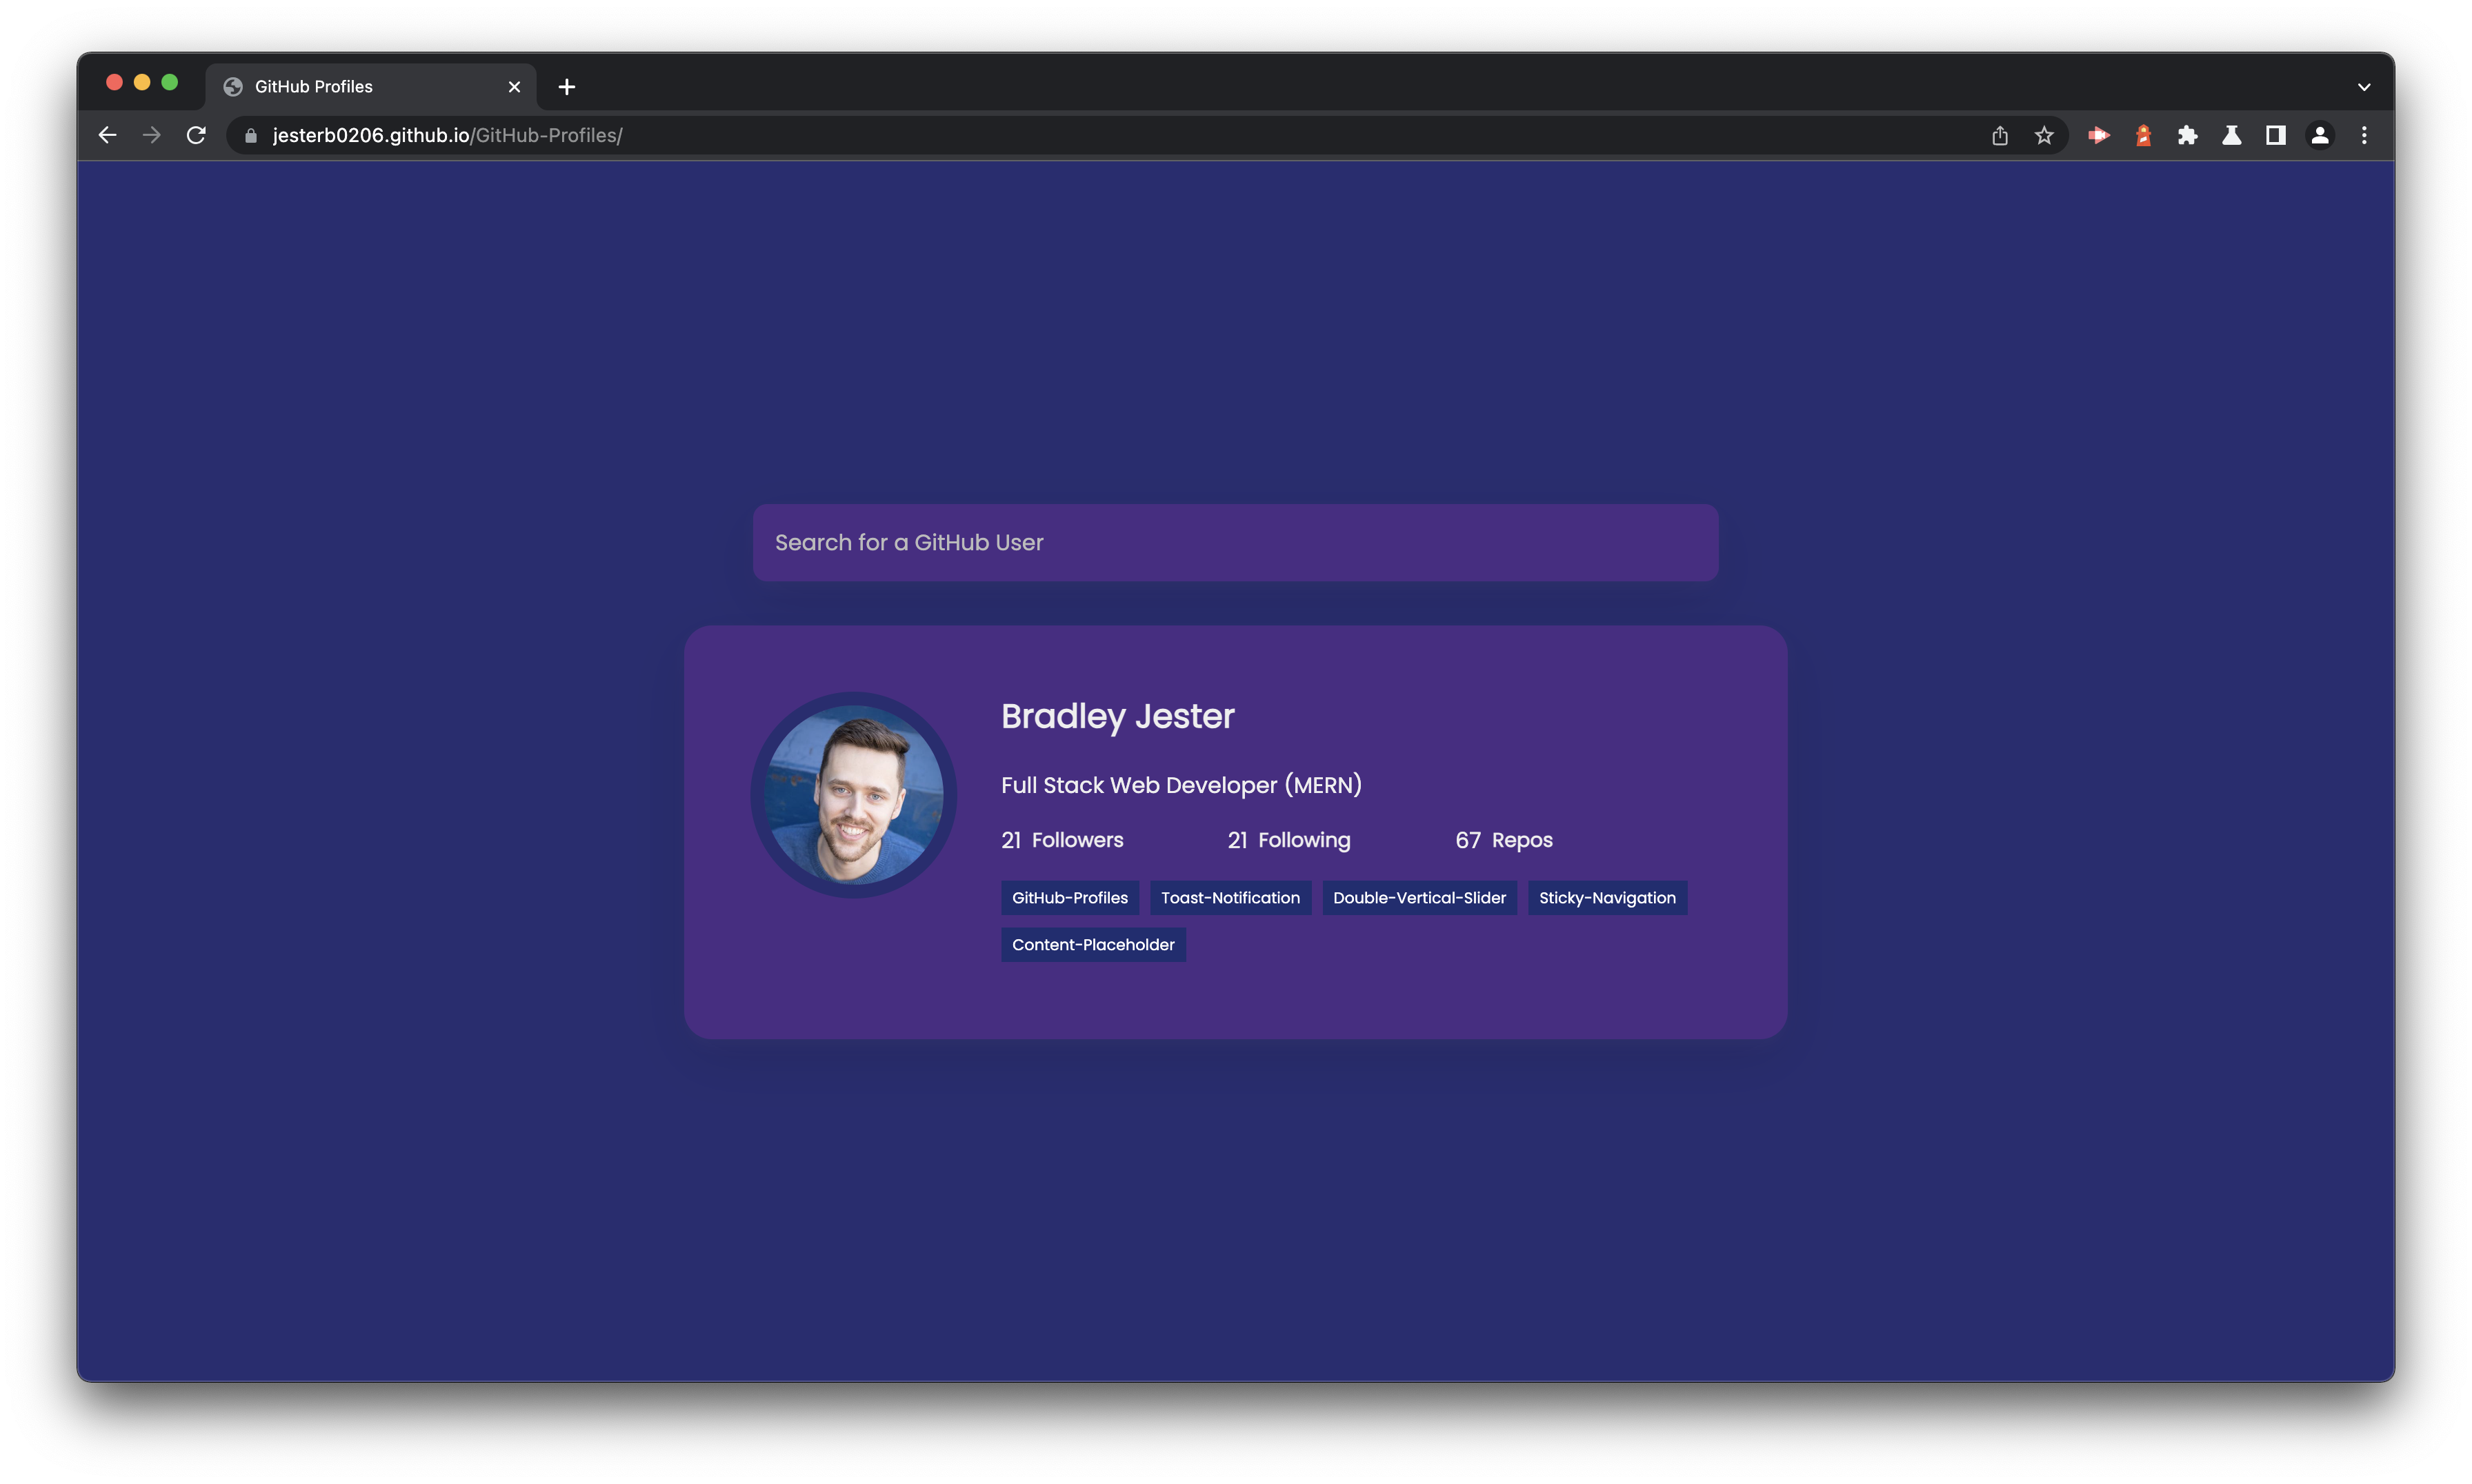 GitHub Profiles
jesterb0206.github.io/GitHub-Profiles/
Search for a GitHub User
Bradley Jester
Full Stack Web Developer (MERN)
21 Followers 21 Following 67 Repos
GitHub-Profiles Toast-Notification Double-Vertical-Slider Sticky-Navigation
Content-Placeholder